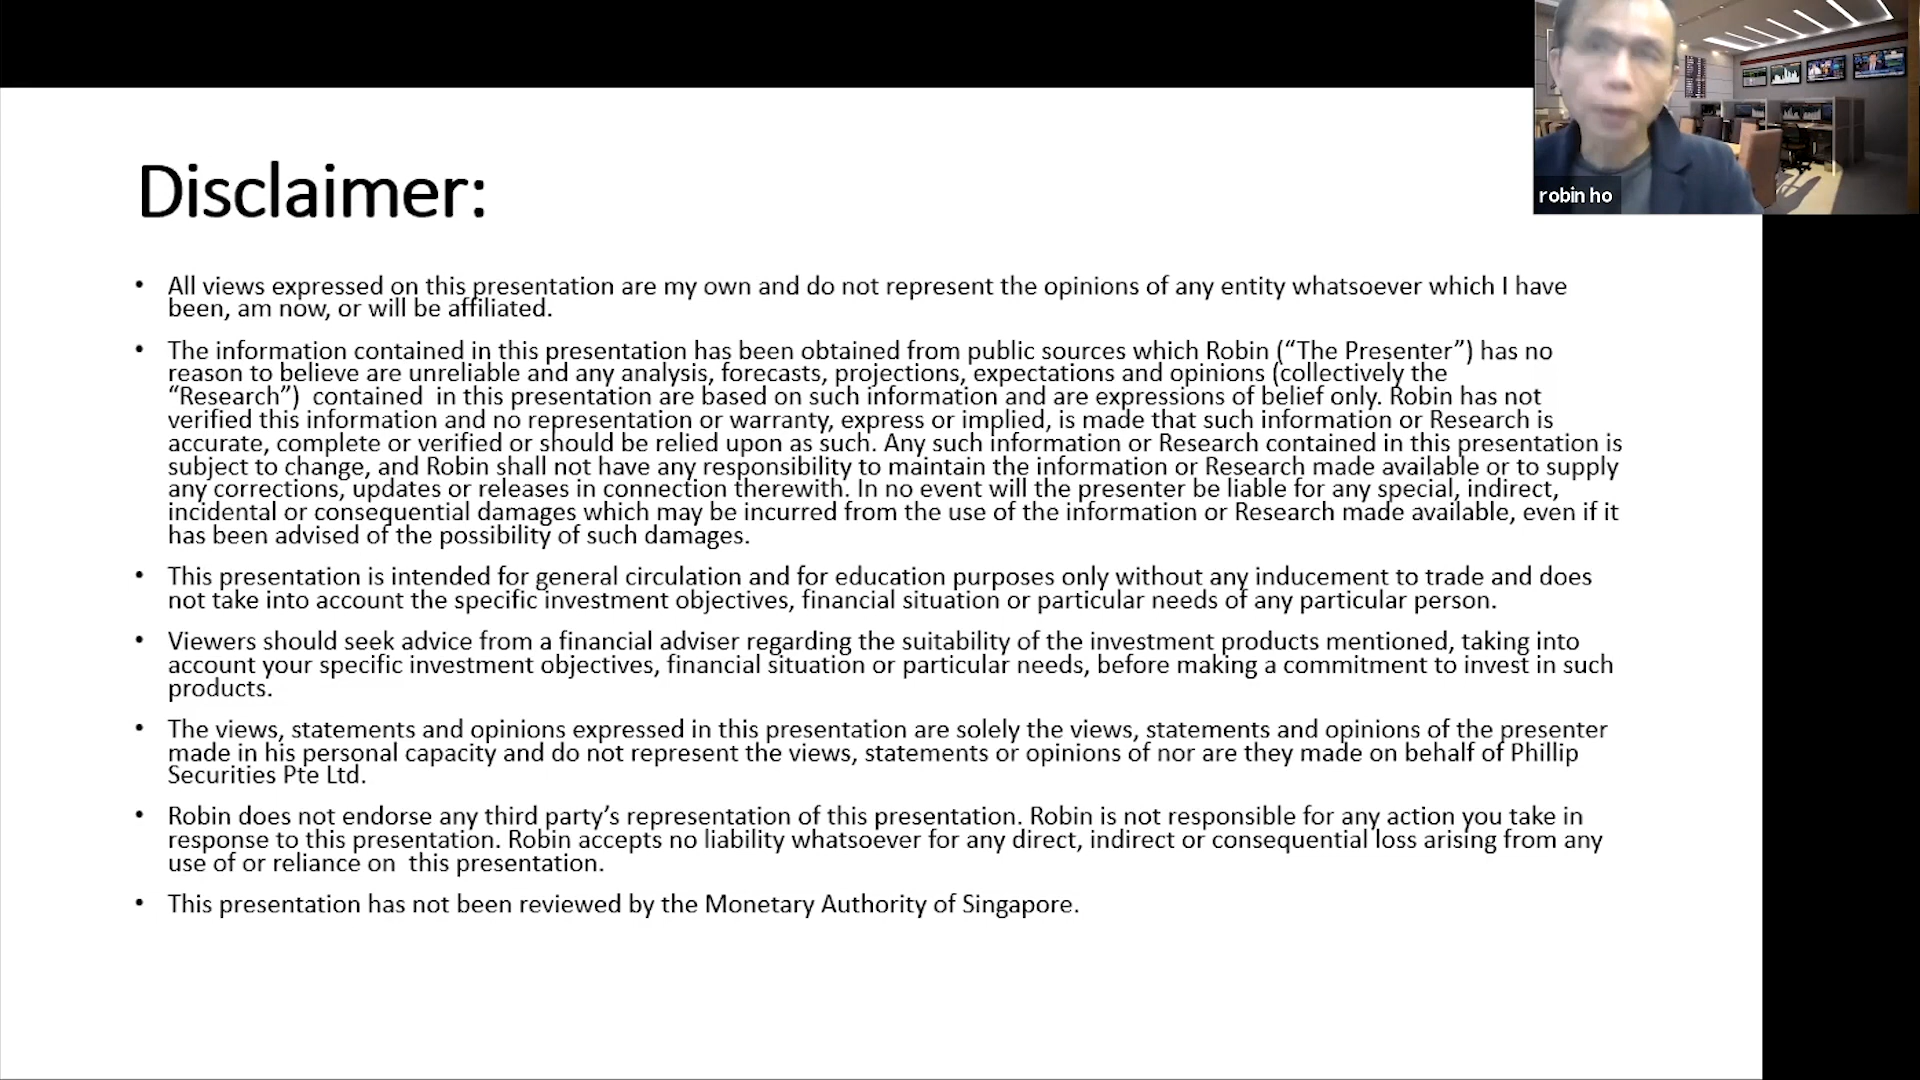 robin ho
Disclaimer:
• All views expressed on this presentation are my own and do not represent the opinions of any entity whatsoever which I have
been, am now, or will be affiliated.
• The information contained in this presentation has been obtained from public sources which Robin (“The Presenter”) has no
reason to believe are unreliable and any analysis, forecasts, projections, expectations and opinions (collectively the
“Research”)  contained  in this presentation are based on such information and are expressions of belief only. Robin has not
verified this information and no representation or warranty, express or implied, is made that such information or Research is
accurate, complete or verified or should be relied upon as such. Any such information or Research contained in this presentation is
subject to change, and Robin shall not have any responsibility to maintain the information or Research made available or to supply
any corrections, updates or releases in connection therewith. In no event will the presenter be liable for any special, indirect,
incidental or consequential damages which may be incurred from the use of the information or Research made available, even if it
has been advised of the possibility of such damages.
• This presentation is intended for general circulation and for education purposes only without any inducement to trade and does
not take into account the specific investment objectives, financial situation or particular needs of any particular person.
• Viewers should seek advice from a financial adviser regarding the suitability of the investment products mentioned, taking into
account your specific investment objectives, financial situation or particular needs, before making a commitment to invest in such
products.
• The views, statements and opinions expressed in this presentation are solely the views, statements and opinions of the presenter
made in his personal capacity and do not represent the views, statements or opinions of nor are they made on behalf of Phillip
Securities Pte Ltd.
• Robin does not endorse any third party’s representation of this presentation. Robin is not responsible for any action you take in
response to this presentation. Robin accepts no liability whatsoever for any direct, indirect or consequential loss arising from any
use of or reliance on  this presentation.
• This presentation has not been reviewed by the Monetary Authority of Singapore.